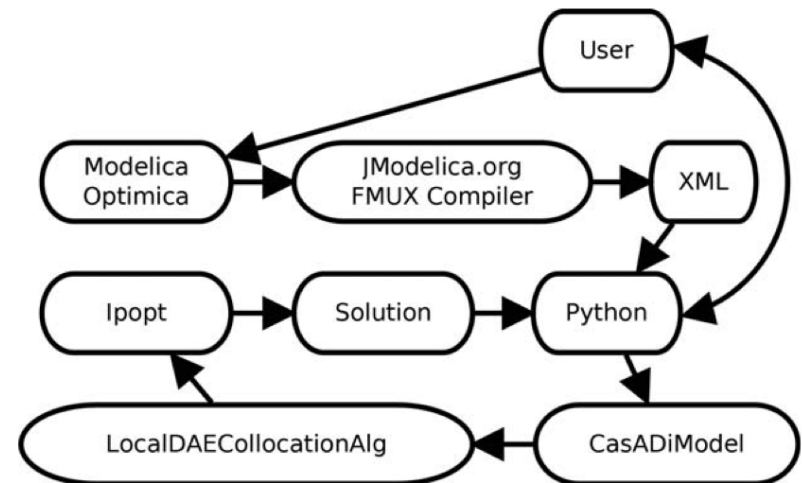 User
Modelica
Optimica
JModelica.org
FMUX Compiler
XML
Ipopt
Solution
Python
LocalDAECollocationAlg
CasADiModel